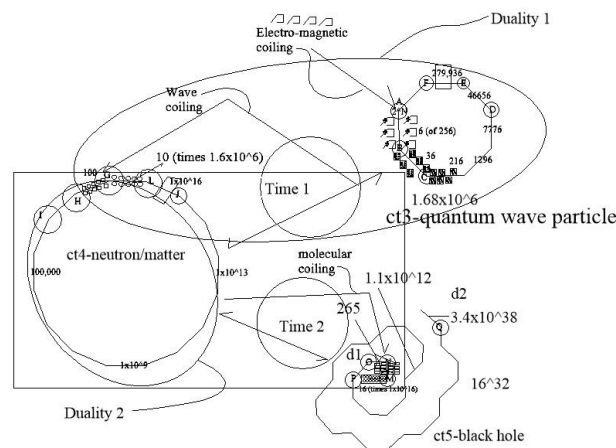 Electro-magnetic
coiling
Duality 1
279,936
F
E
46656
Wave
coiling
A
D
6 (of 256)
7776
B
36
216
1296
C
10 (times 1.6x10^6)
100
G
L
1x10^16
J
H
I
Time 1
1.68x10^6
ct3-quantum wave particle
ct4-neutron/matter
molecular
coiling
100,000
1x10^13
1.1x10^12
d2
265
3.4x10^38
Q
Time 2
d1
O
P
M
16 (times 1x10^16)
1x10^9
16^32
Duality 2
ct5-black hole